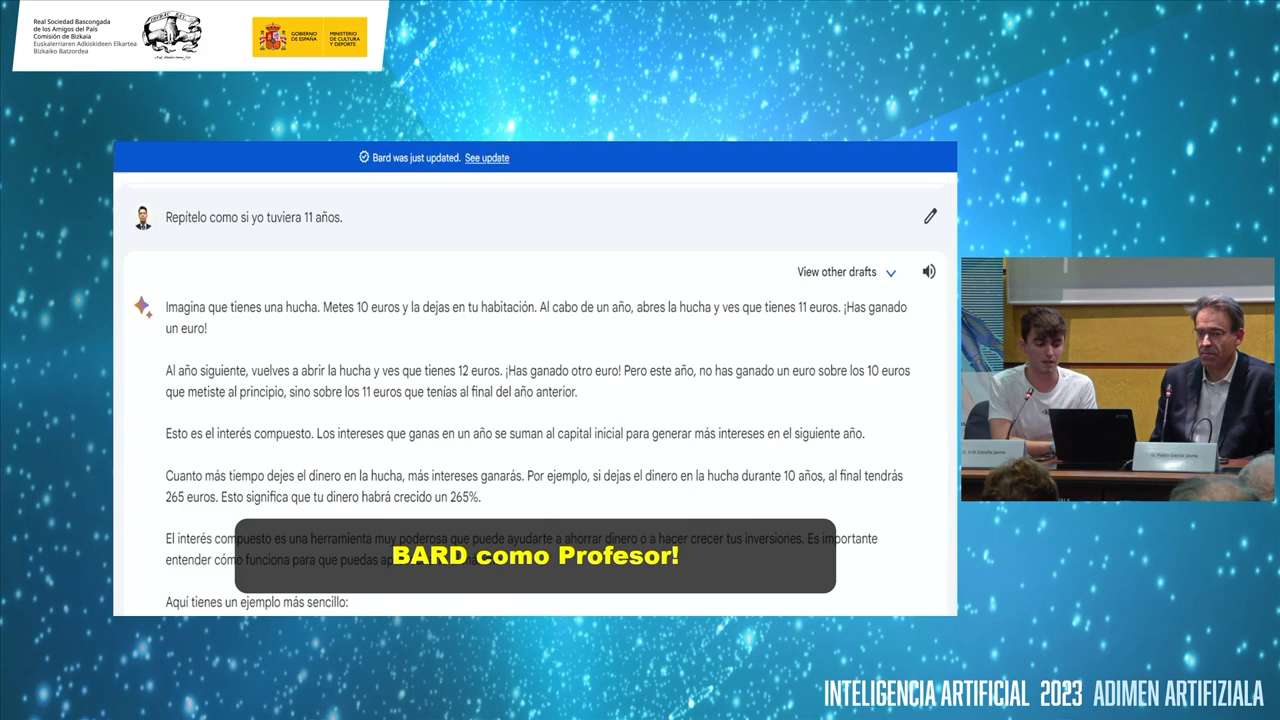 Real Sociedad Bascongada
de los Amigos del País
Comisión de Bizkaia
Euskalerriaren Adkiskideen Elkartea
Bizkaiko Batzordea
GOBIERNO
DE ESPAÑA
MINISTERIO
DE CULTURA
Y DEPORTE
Bard was just updated. See update
Repítelo como si yo tuviera 11 años.
View other drafts
Imagina que tienes una hucha. Metes 10 euros y la dejas en tu habitación. Al cabo de un año, abres la hucha y ves que tienes 11 euros. ¡Has ganado
un euro!
Al año siguiente, vuelves a abrir la hucha y ves que tienes 12 euros. ¡Has ganado otro euro! Pero este año, no has ganado un euro sobre los 10 euros
que metiste al principio, sino sobre los 11 euros que tenías al final del año anterior.
Esto es el interés compuesto. Los intereses que ganas en un año se suman al capital inicial para generar más intereses en el siguiente año.
Cuanto más tiempo dejes el dinero en la hucha, más intereses ganarás. Por ejemplo, si dejas el dinero en la hucha durante 10 años, al final tendrás
265 euros. Esto significa que tu dinero habrá crecido un 265%.
El interés compuesto es una herramienta muy poderosa que puede ayudarte a ahorrar dinero o a hacer crecer tus inversiones. Es importante
entender cómo funciona para que puedas
BARD como Profesor!
Aquí tienes un ejemplo más sencillo:
INTELIGENCIA ARTIFICIAL 2023 ADIMEN ARTIFIZIALA